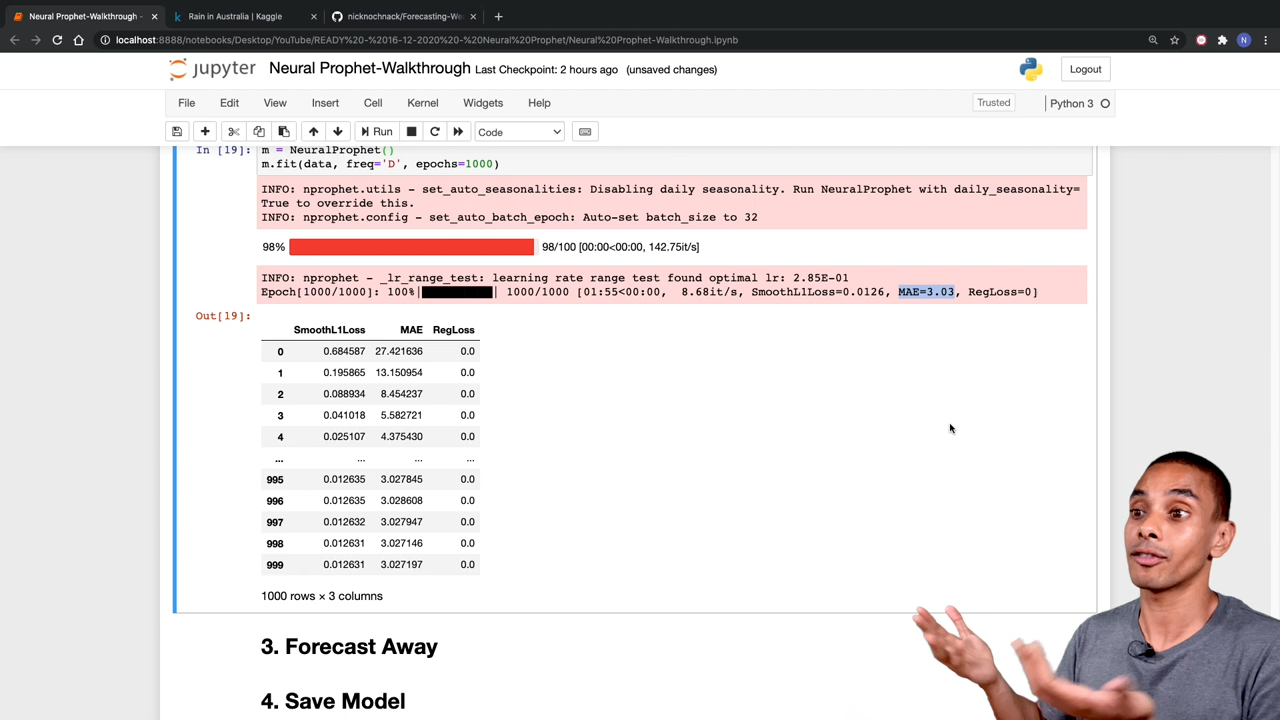 Neural Prophet-Walkthrough -
Rain in Australia | Kaggle
nicknochnack/Forecasting-We
localhost:8888/notebooks/Desktop/YouTube/READY%20-%2016-12-2020%20-%20Neural%20Prophet/Neural%20Prophet-Walkthrough.ipynb
N
jupyter Neural Prophet-Walkthrough Last Checkpoint: 2 hours ago (unsaved changes)
Logout
File Edit View Insert Cell Kernel Widgets Help
Trusted
Python 3
Run
Code
In [19]:
m = NeuralProphet()
m.fit(data, freq='D', epochs=1000)
INFO: nprophet.utils - set_auto_seasonalities: Disabling daily seasonality. Run NeuralProphet with daily_seasonality=
True to override this.
INFO: nprophet.config - set_auto_batch_epoch: Auto-set batch_size to 32
98% 98/100 [00:00<00:00, 142.75it/s]
INFO: nprophet - _lr_range_test: learning rate range test found optimal lr: 2.85E-01
Epoch[1000/1000]: 100%| | 1000/1000 [01:55<00:00, 8.68it/s, SmoothL1Loss=0.0126, MAE=3.03, RegLoss=0]
Out[19]:
SmoothL1Loss MAE RegLoss
0 0.684587 27.421636 0.0
1 0.195865 13.150954 0.0
2 0.088934 8.454237 0.0
3 0.041018 5.582721 0.0
4 0.025107 4.375430 0.0
... ... ... ...
995 0.012635 3.027845 0.0
996 0.012635 3.028608 0.0
997 0.012632 3.027947 0.0
998 0.012631 3.027146 0.0
999 0.012631 3.027197 0.0
1000 rows × 3 columns
3. Forecast Away
4. Save Model